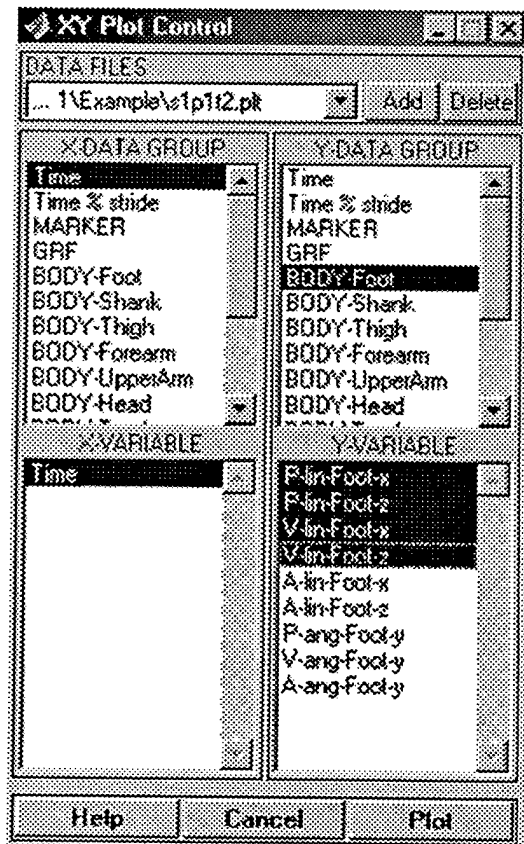 XY Plot Control
DATA FILES
... 1\Example\s1p1t2.plt
Add
Delete
X-DATA GROUP
Time
Time % stride
MARKER
GRF
BODY-Foot
BODY-Shank
BODY-Thigh
BODY-Forearm
BODY-UpperArm
BODY-Head
X-VARIABLE
Time
Y-DATA GROUP
Time
Time % stride
MARKER
GRF
BODY-Foot
BODY-Shank
BODY-Thigh
BODY-Forearm
BODY-UpperArm
BODY-Head
Y-VARIABLE
P-lin-Foot-x
P-lin-Foot-z
V-lin-Foot-x
V-lin-Foot-z
A-lin-Foot-x
A-lin-Foot-z
P-ang-Foot-y
V-ang-Foot-y
A-ang-Foot-y
Help
Cancel
Plot